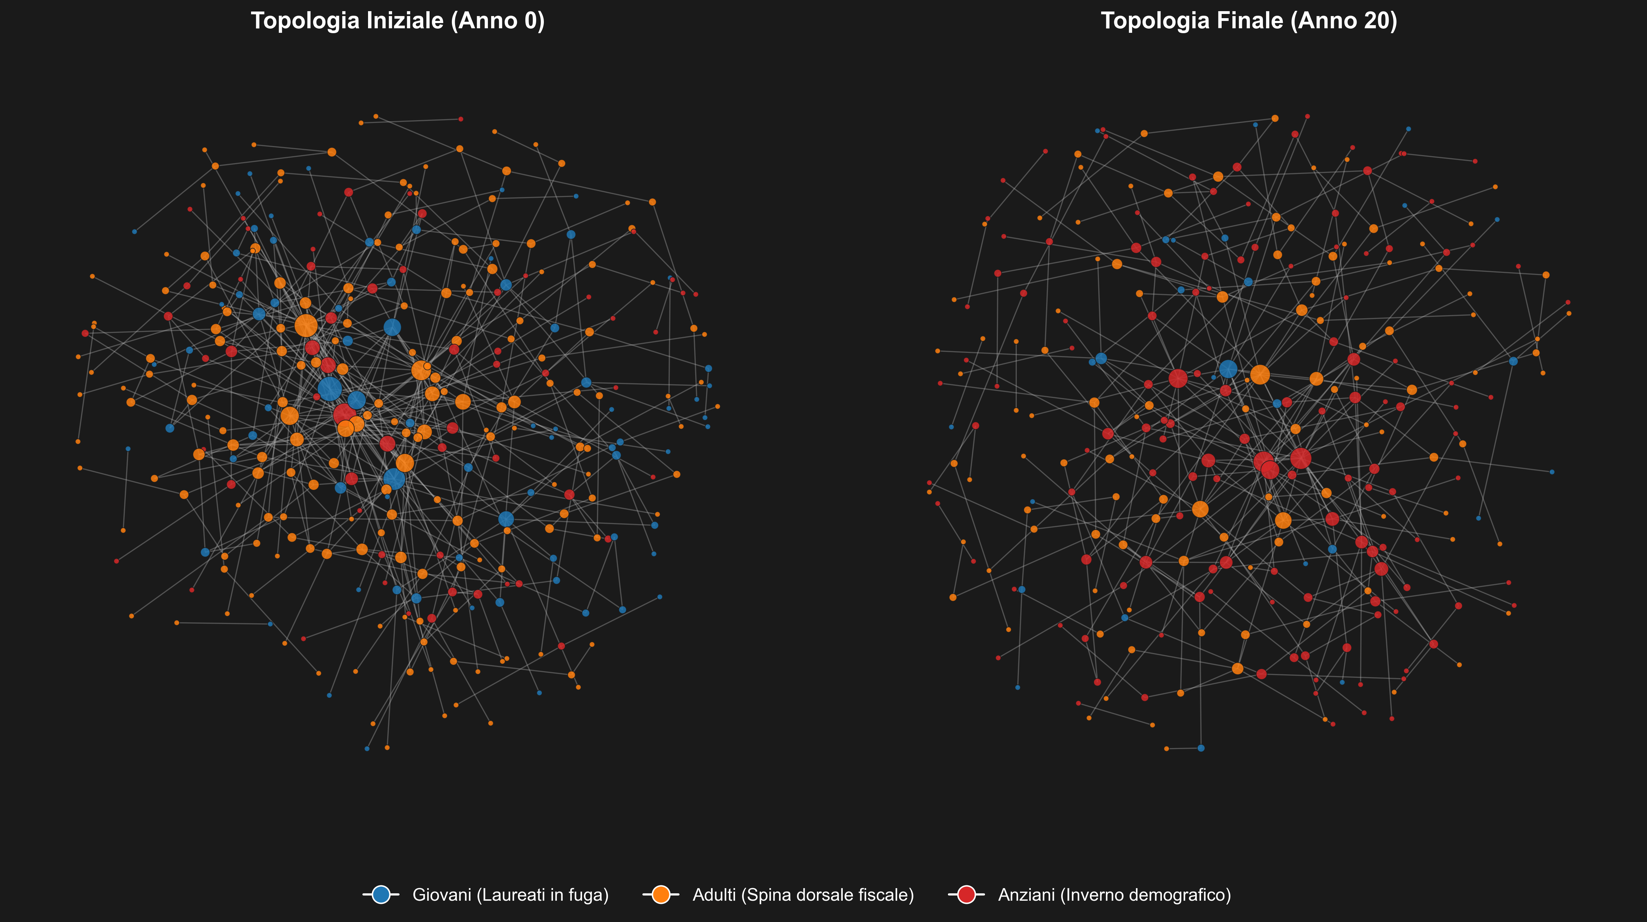 Topologia Iniziale (Anno 0)
Topologia Finale (Anno 20)
Giovani (Laureati in fuga)
Adulti (Spina dorsale fiscale)
Anziani (Inverno demografico)